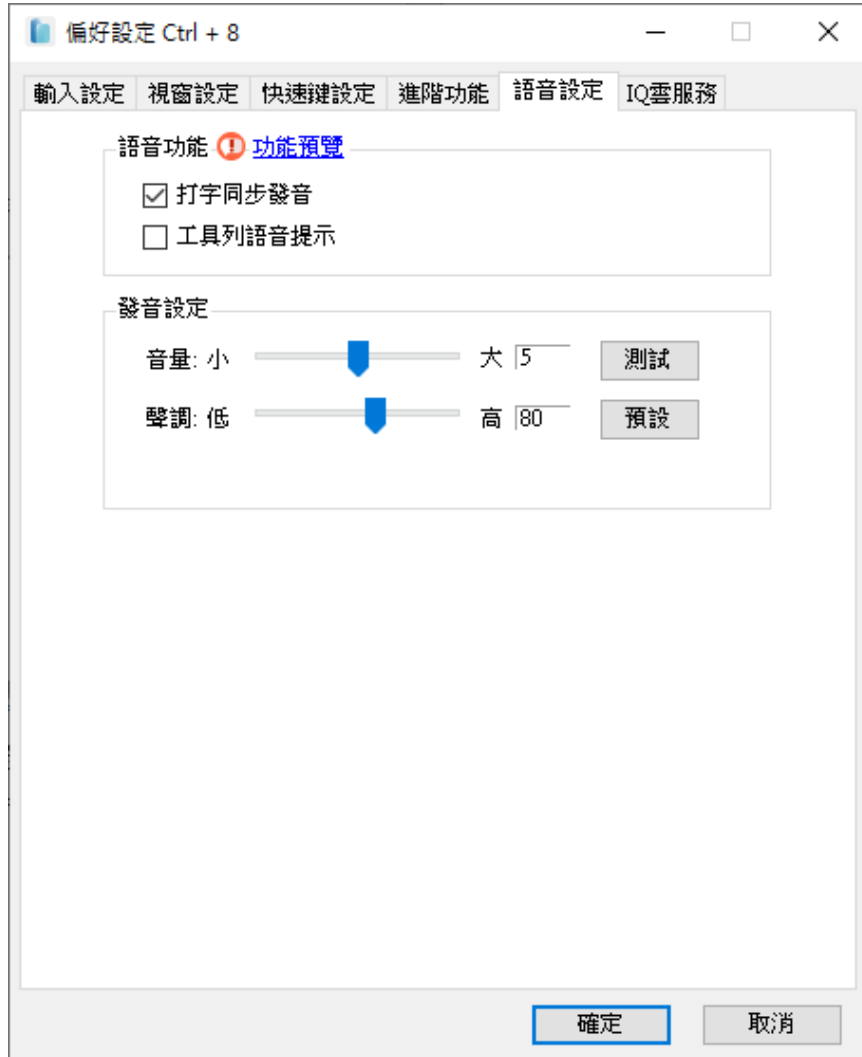 偏好設定 Ctrl + 8
輸入設定 視窗設定 快速鍵設定 進階功能 語音設定 IQ雲服務
語音功能 功能預覽
打字同步發音
工具列語音提示
發音設定
音量: 小 大 5 測試
聲調: 低 高 80 預設
確定 取消